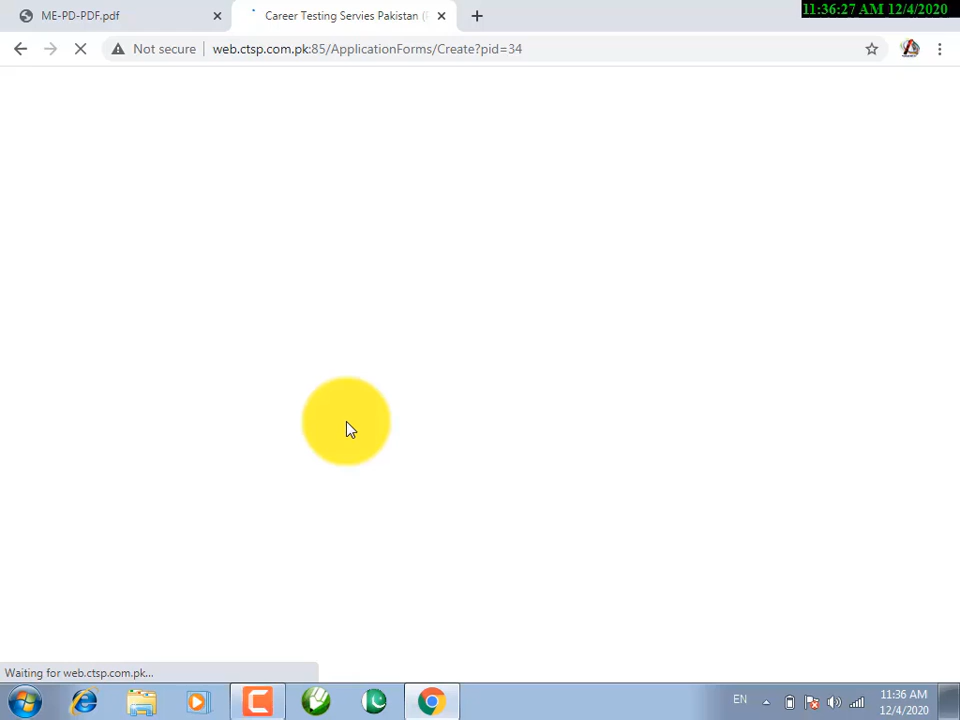 ME-PD-PDF.pdf
Career Testing Servies Pakistan (
11:36:27 AM 12/4/2020
Not secure
web.ctsp.com.pk:85/ApplicationForms/Create?pid=34
Waiting for web.ctsp.com.pk...
EN
11:36 AM
12/4/2020